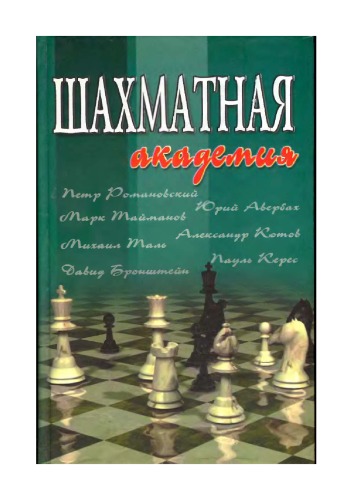 ШАХМАТНАЯ
академия
Петр Романовский
Юрий Авербах
Марк Тайманов
Александр Котов
Михаил Таль
Пауль Керес
Давид Бронштейн